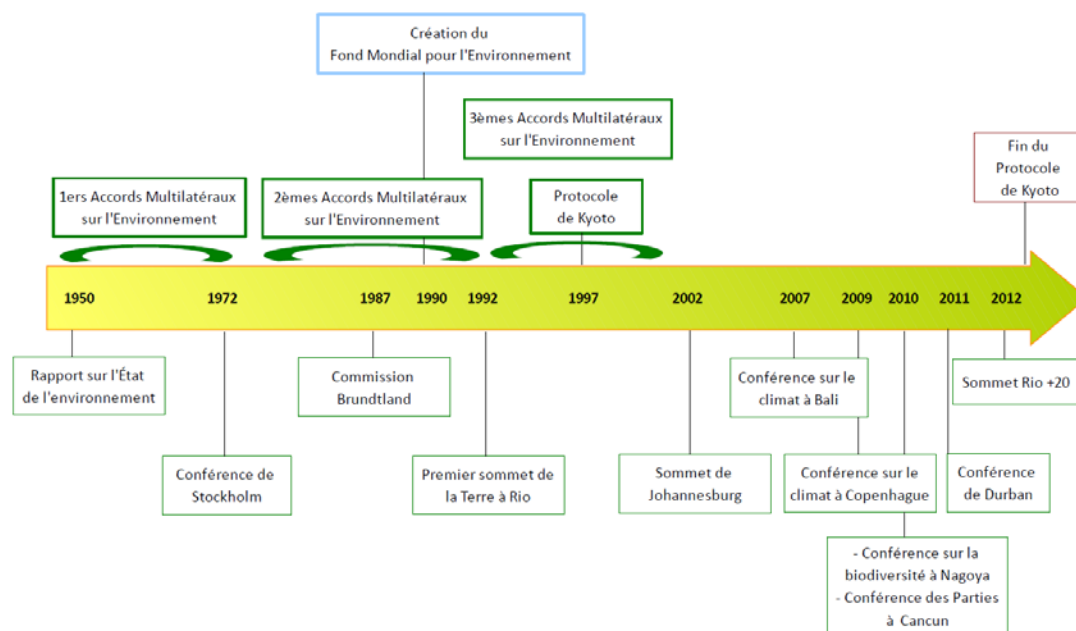 Création du
Fond Mondial pour l'Environnement
3èmes Accords Multilatéraux
sur l'Environnement
Fin du
Protocole
de Kyoto
1ers Accords Multilatéraux
sur l'Environnement
2èmes Accords Multilatéraux
sur l'Environnement
Protocole
de Kyoto
1950
1972
1987
1990
1992
1997
2002
2007
2009
2010
2011
2012
Rapport sur l'État
de l'environnement
Commission
Brundtland
Conférence sur le
climat à Bali
Sommet Rio +20
Conférence de
Stockholm
Premier sommet de
la Terre à Rio
Sommet de
Johannesburg
Conférence sur le
climat à Copenhague
Conférence
de Durban
- Conférence sur la
biodiversité à Nagoya
- Conférence des Parties
à Cancun